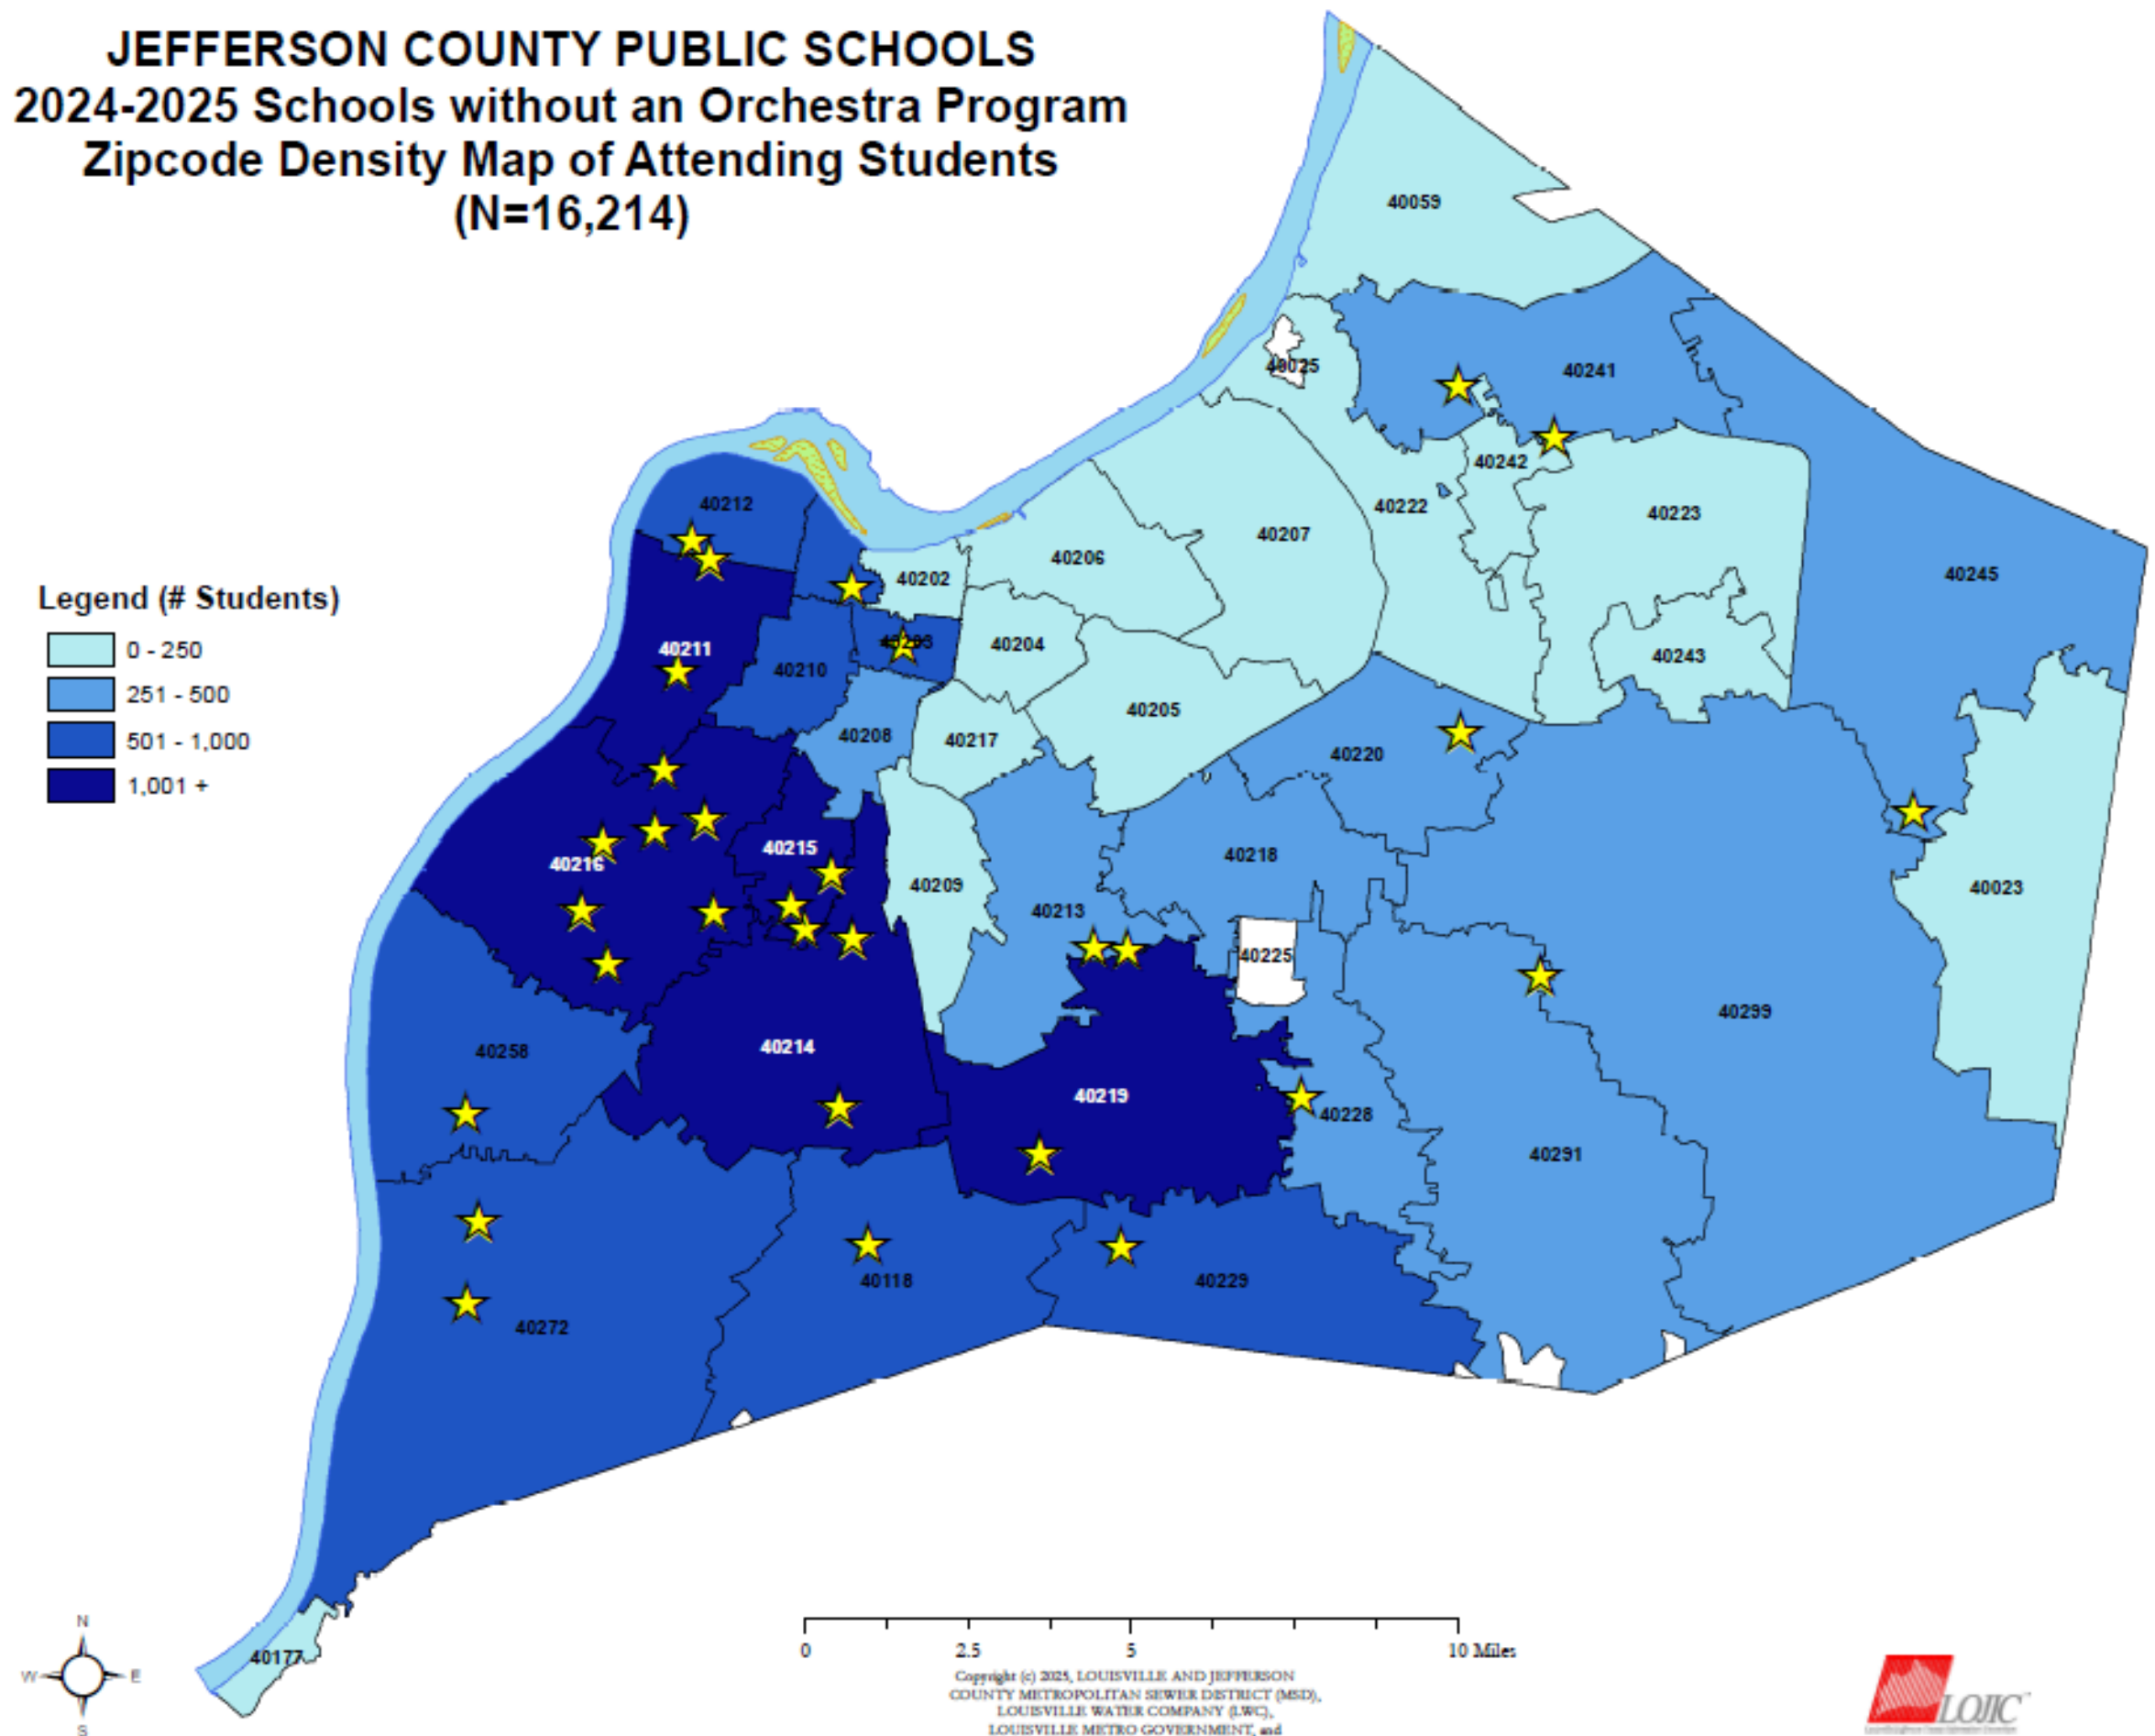 JEFFERSON COUNTY PUBLIC SCHOOLS
2024-2025 Schools without an Orchestra Program
Zipcode Density Map of Attending Students
(N=16,214)
40059
40025
40241
40242
40222
40223
40212
40207
40206
40202
40245
Legend (# Students)
0 - 250
251 - 500
501 - 1,000
1,001 +
40211
40203
40204
40243
40210
40205
40208
40217
40220
40216
40215
40218
40209
40023
40213
40225
40299
40258
40214
40219
40228
40291
40118
40229
40272
40177
N
W
E
S
0 2.5 5 10 Miles
Copyright (c) 2025, LOUISVILLE AND JEFFERSON
COUNTY METROPOLITAN SEWER DISTRICT (MSD),
LOUISVILLE WATER COMPANY (LWC),
LOUISVILLE METRO GOVERNMENT, and
LOJIC